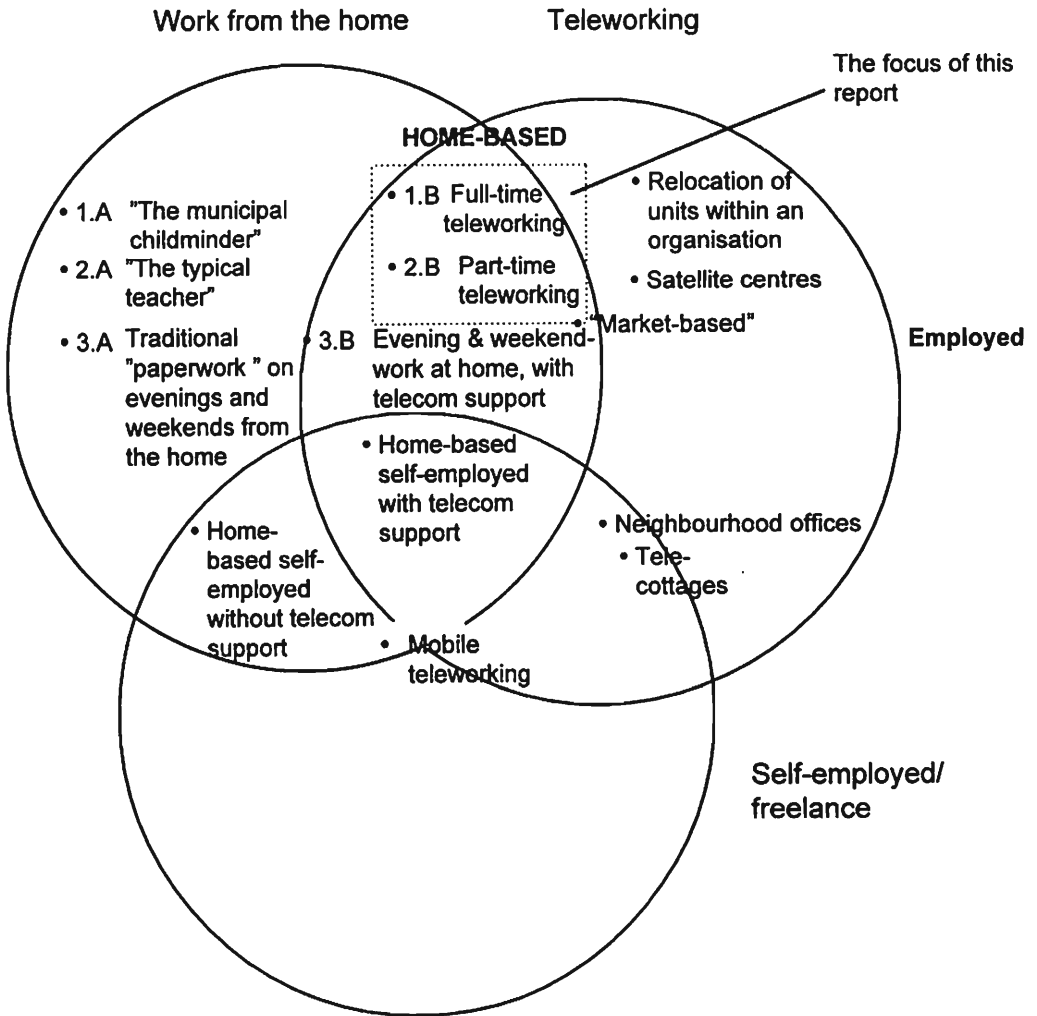 Work from the home
Teleworking
The focus of this
report
HOME-BASED
• 1.A "The municipal
childminder"
• 2.A "The typical
teacher"
• 3.A Traditional
"paperwork " on
evenings and
weekends from
the home
• 1.B Full-time
teleworking
• 2.B Part-time
teleworking
• 3.B Evening & weekend-
work at home, with
telecom support
• Relocation of
units within an
organisation
• Satellite centres
• "Market-based"
Employed
• Home-based
self-employed
with telecom
support
• Home-
based self-
employed
without telecom
support
• Neighbourhood offices
• Tele-
cottages
• Mobile
teleworking
Self-employed/
freelance